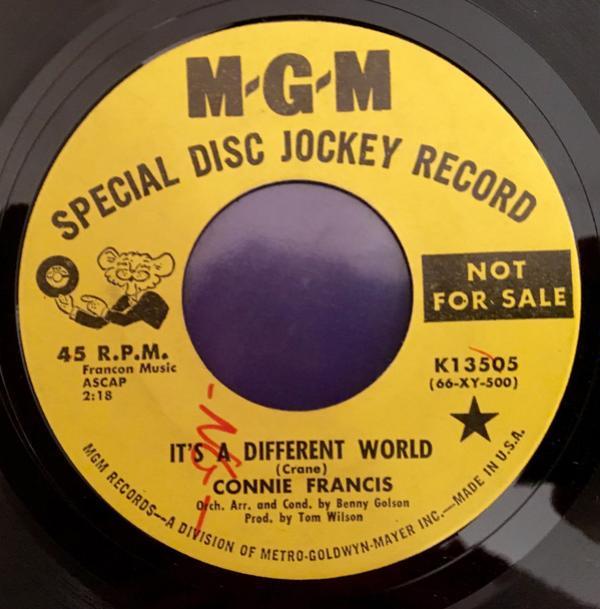 M-G-M
SPECIAL DISC JOCKEY RECORD
NOT
FOR SALE
45 R.P.M.
Francon Music
ASCAP
2:18
K13505
(66-XY-500)
IT'S A DIFFERENT WORLD
(Crane)
CONNIE FRANCIS
Orch. Arr. and Cond. by Benny Golson
Prod. by Tom Wilson
MGM RECORDS—A DIVISION OF METRO-GOLDWYN-MAYER INC.—MADE IN U.S.A.